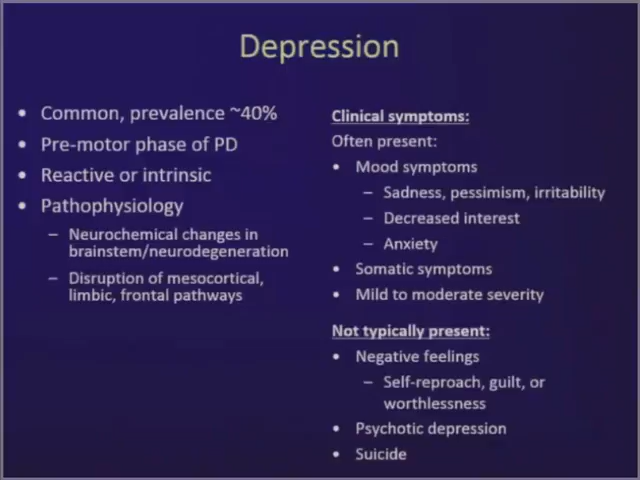 Depression
• Common, prevalence ~40%
• Pre-motor phase of PD
• Reactive or intrinsic
• Pathophysiology
– Neurochemical changes in
brainstem/neurodegeneration
– Disruption of mesocortical,
limbic, frontal pathways
Clinical symptoms:
Often present:
• Mood symptoms
– Sadness, pessimism, irritability
– Decreased interest
– Anxiety
• Somatic symptoms
• Mild to moderate severity
Not typically present:
• Negative feelings
– Self-reproach, guilt, or
worthlessness
• Psychotic depression
• Suicide